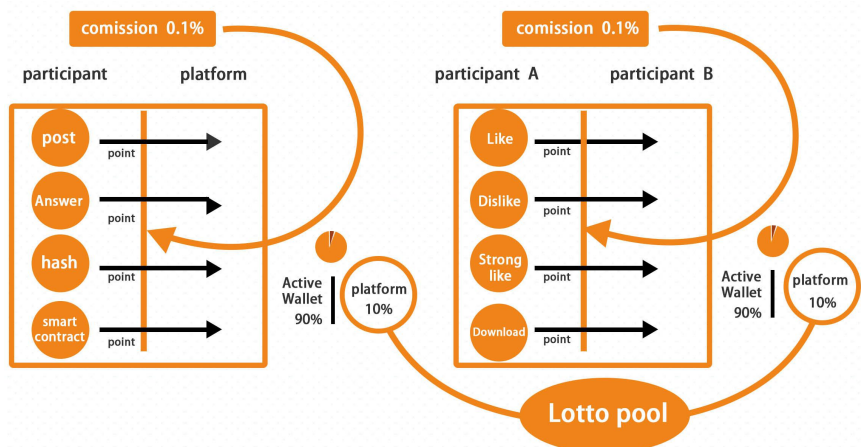 comission 0.1%
participant platform
post
point
Answer
point
hash
point
smart
contract
point
Active
Wallet
90%
platform
10%
comission 0.1%
participant A participant B
Like
point
Dislike
point
Strong
like
point
Download
point
Active
Wallet
90%
platform
10%
Lotto pool